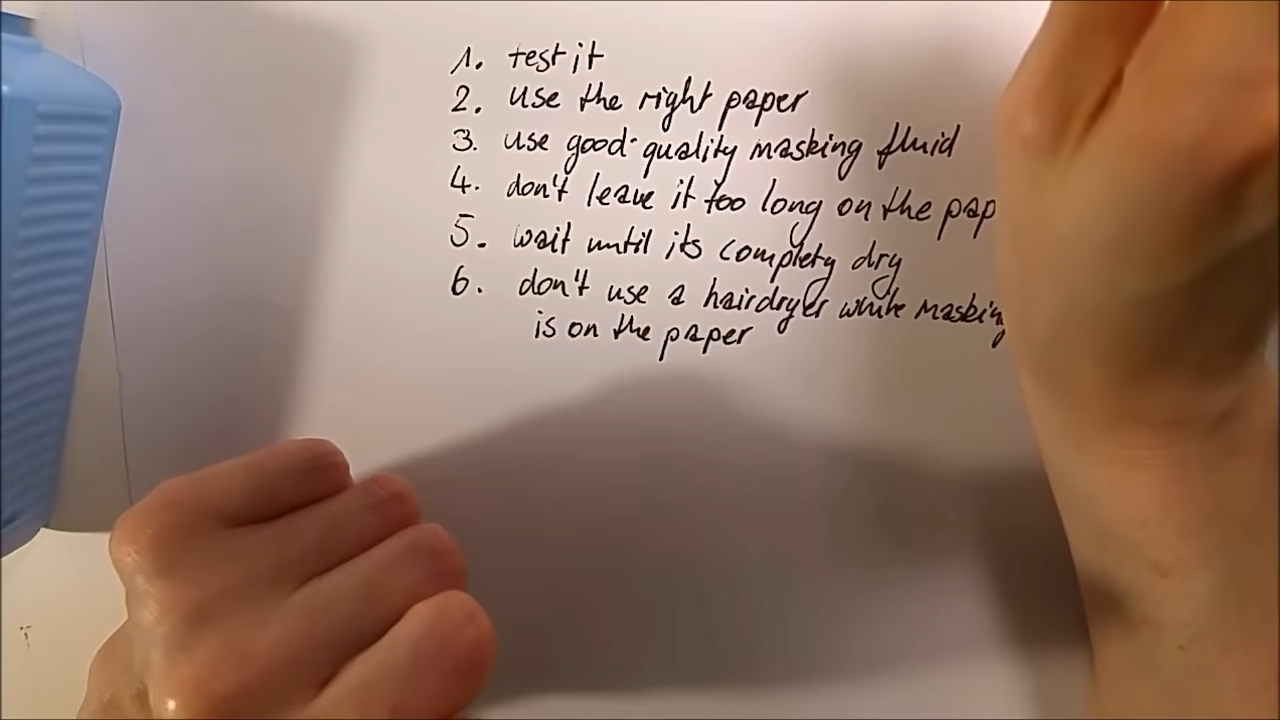 1. test it
2. use the right paper
3. use good quality masking fluid
4. don't leave it too long on the pap
5. wait until its complety dry
6. don't use a hairdryer while masking
is on the paper